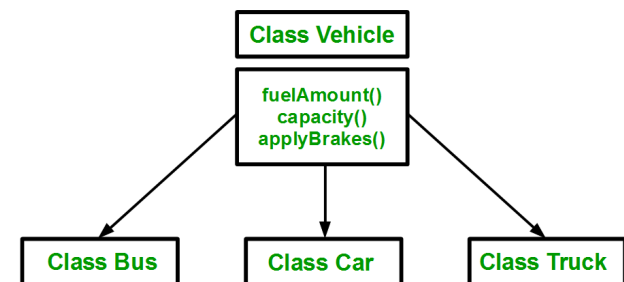 Class Vehicle
fuelAmount()
capacity()
applyBrakes()
Class Bus
Class Car
Class Truck